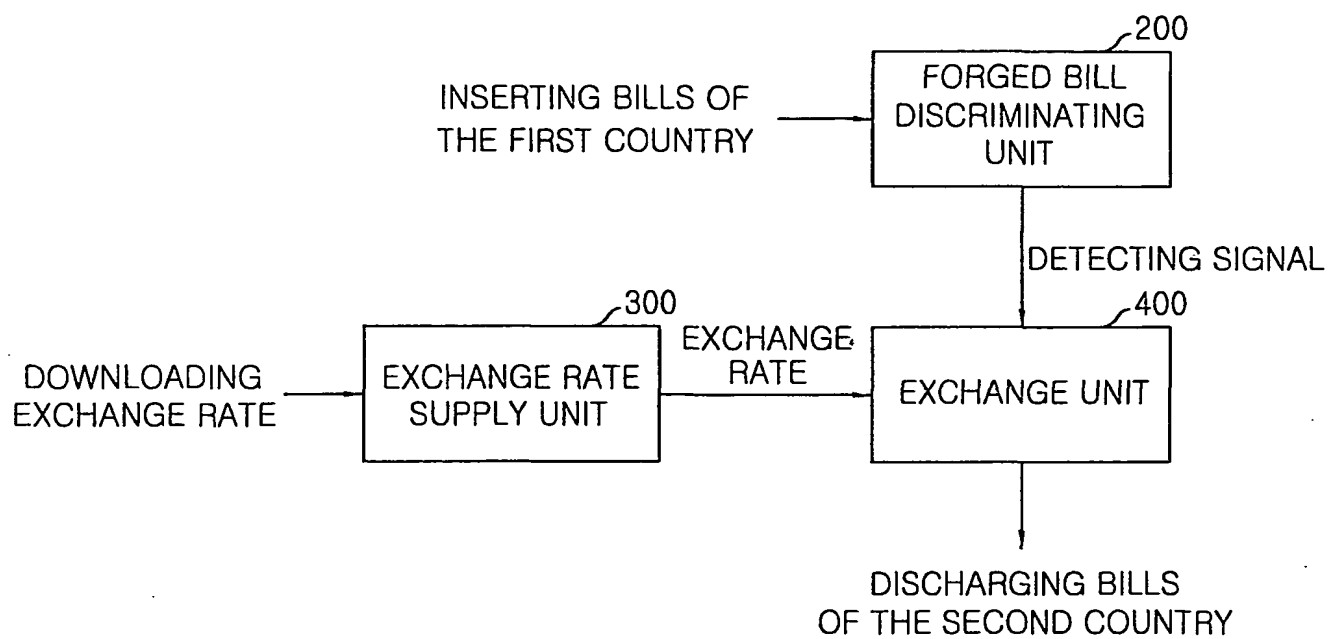 200
FORGED BILL
DISCRIMINATING
UNIT
INSERTING BILLS OF
THE FIRST COUNTRY
DETECTING SIGNAL
300
400
EXCHANGE
RATE
DOWNLOADING
EXCHANGE RATE
EXCHANGE RATE
SUPPLY UNIT
EXCHANGE UNIT
DISCHARGING BILLS
OF THE SECOND COUNTRY